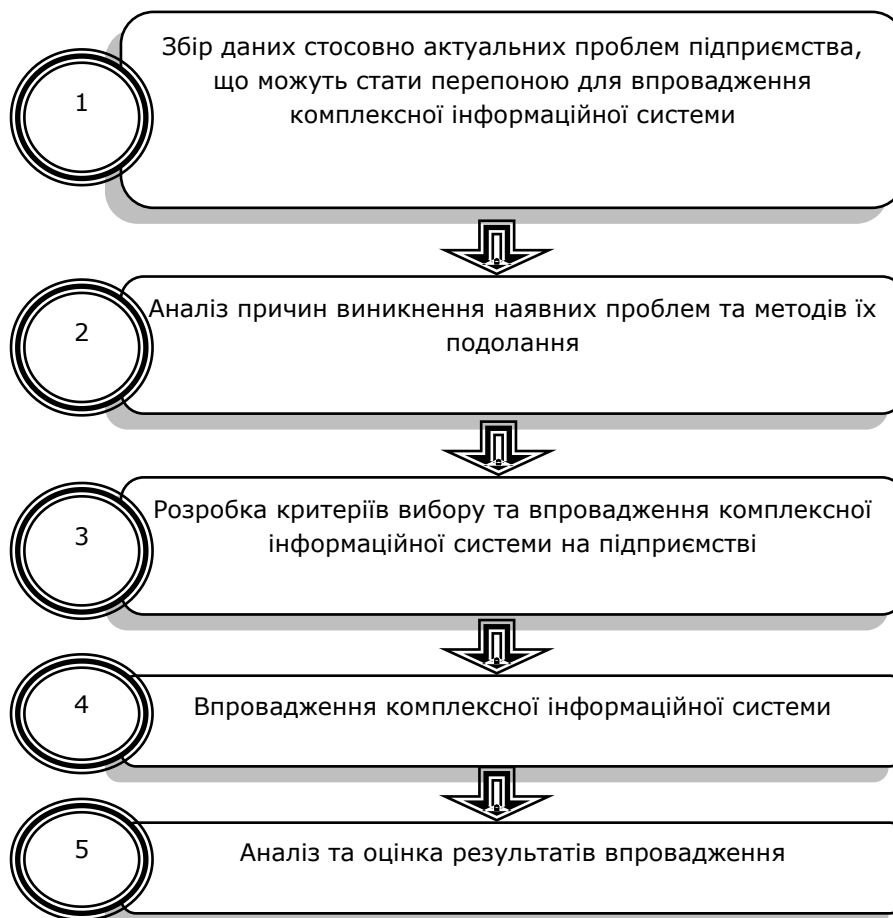 1
Збір даних стосовно актуальних проблем підприємства,
що можуть стати перепоною для впровадження
комплексної інформаційної системи
2
Аналіз причин виникнення наявних проблем та методів їх
подолання
3
Розробка критеріїв вибору та впровадження комплексної
інформаційної системи на підприємстві
4
Впровадження комплексної інформаційної системи
5
Аналіз та оцінка результатів впровадження